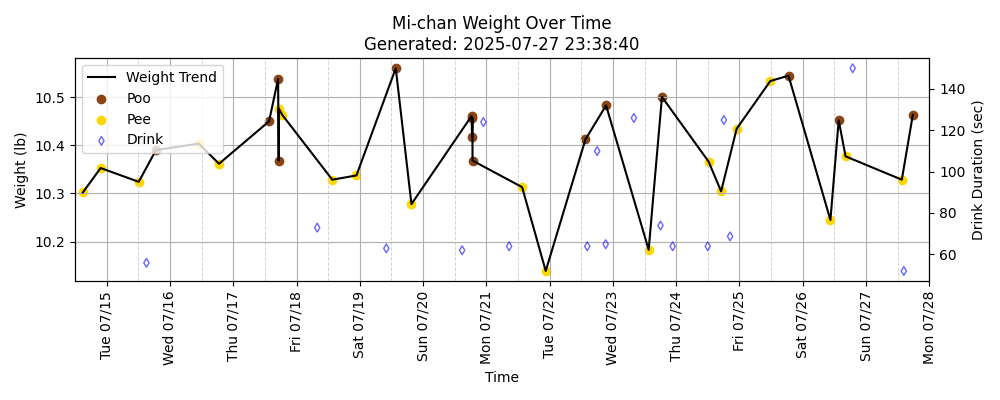 Mi-chan Weight Over Time
Generated: 2025-07-27 23:38:40
Weight (lb)
10.5
10.4
10.3
10.2
Weight Trend
Poo
Pee
Drink
140
120
100
80
60
Drink Duration (sec)
Tue 07/15
Wed 07/16
Thu 07/17
Fri 07/18
Sat 07/19
Sun 07/20
Mon 07/21
Tue 07/22
Wed 07/23
Thu 07/24
Fri 07/25
Sat 07/26
Sun 07/27
Mon 07/28
Time